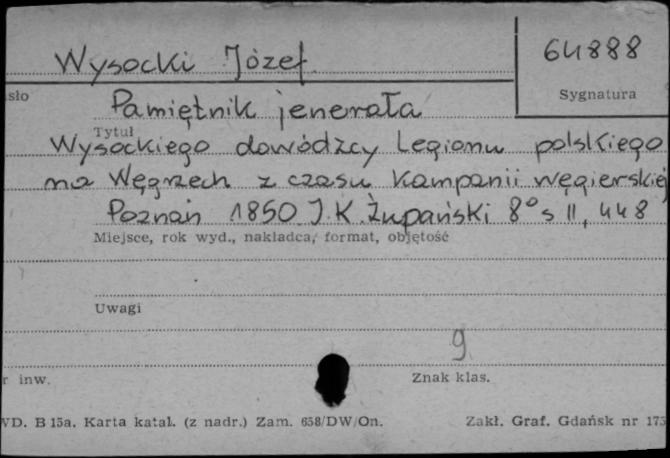 Wysocki Józef
64888
sło
Sygnatura
Pamiętnik jenerała
Tytuł
Wysockiego dowódzcy Legionu polskiego
na Węgrzech z czasu kampanii węgierskiej
Poznań 1850 J. K. Żupański 8° s II, 448
Miejsce, rok wyd., nakładca, format, objętość
Uwagi
9
r inw.
Znak klas.
WD. B 15a. Karta katal. (z nadr.) Zam. 658/DW/On.
Zakł. Graf. Gdańsk nr 175